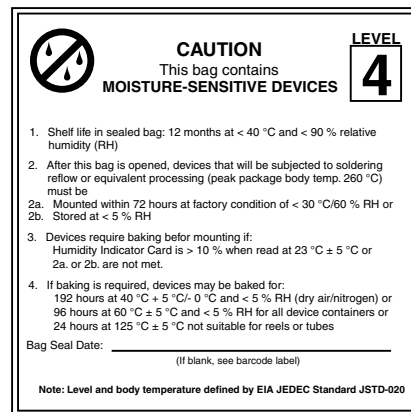 LEVEL
4
CAUTION
This bag contains
MOISTURE-SENSITIVE DEVICES
1. Shelf life in sealed bag: 12 months at < 40 °C and < 90 % relative
humidity (RH)
2. After this bag is opened, devices that will be subjected to soldering
reflow or equivalent processing (peak package body temp. 260 °C)
must be
2a. Mounted within 72 hours at factory condition of < 30 °C/60 % RH or
2b. Stored at < 5 % RH
3. Devices require baking befor mounting if:
Humidity Indicator Card is > 10 % when read at 23 °C ± 5 °C or
2a. or 2b. are not met.
4. If baking is required, devices may be baked for:
192 hours at 40 °C + 5 °C/- 0 °C and < 5 % RH (dry air/nitrogen) or
96 hours at 60 °C ± 5 °C and < 5 % RH for all device containers or
24 hours at 125 °C ± 5 °C not suitable for reels or tubes
Bag Seal Date:
(If blank, see barcode label)
Note: Level and body temperature defined by EIA JEDEC Standard JSTD-020